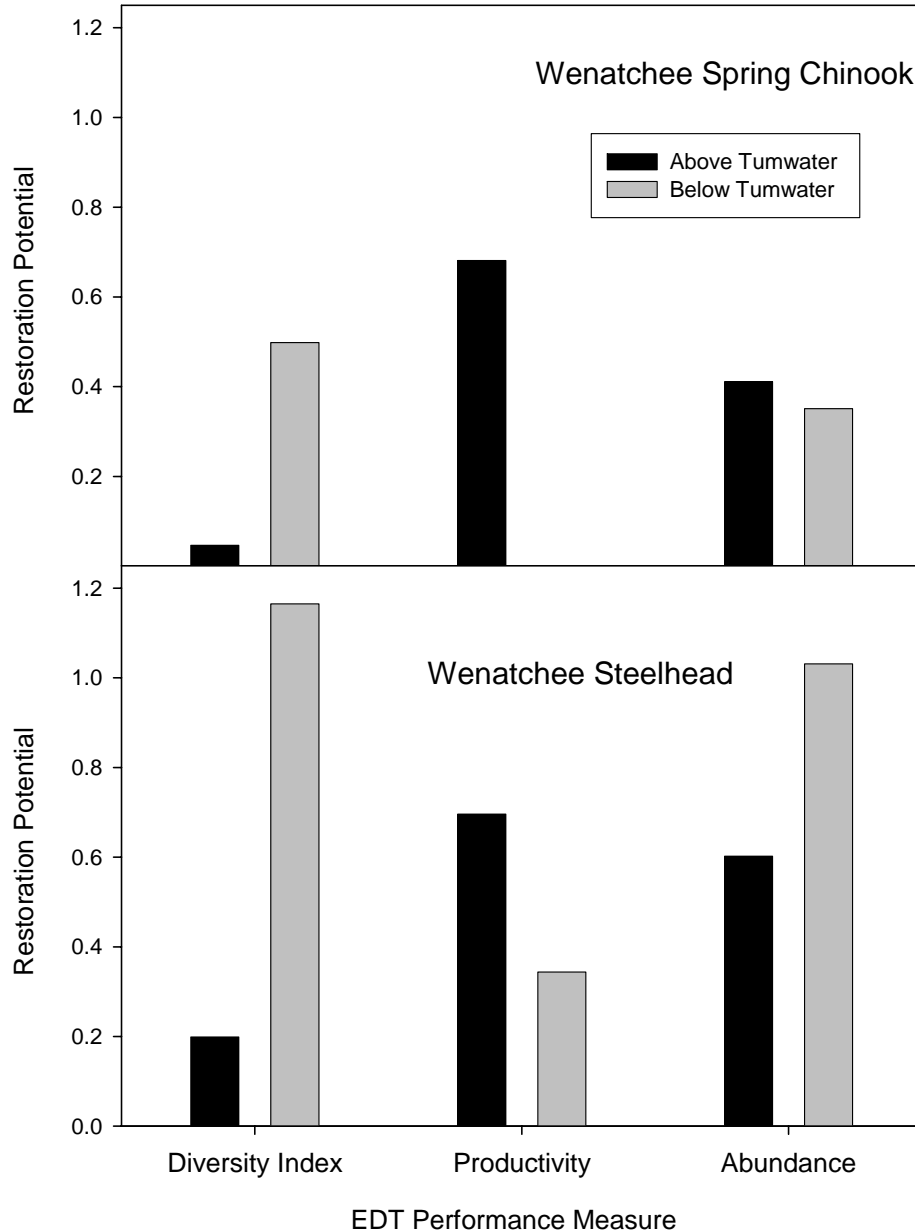 Wenatchee Spring Chinook
Above Tumwater
Below Tumwater
Restoration Potential
1.2
1.0
0.8
0.6
0.4
0.2
Wenatchee Steelhead
Restoration Potential
1.2
1.0
0.8
0.6
0.4
0.2
0.0
Diversity Index Productivity Abundance
EDT Performance Measure